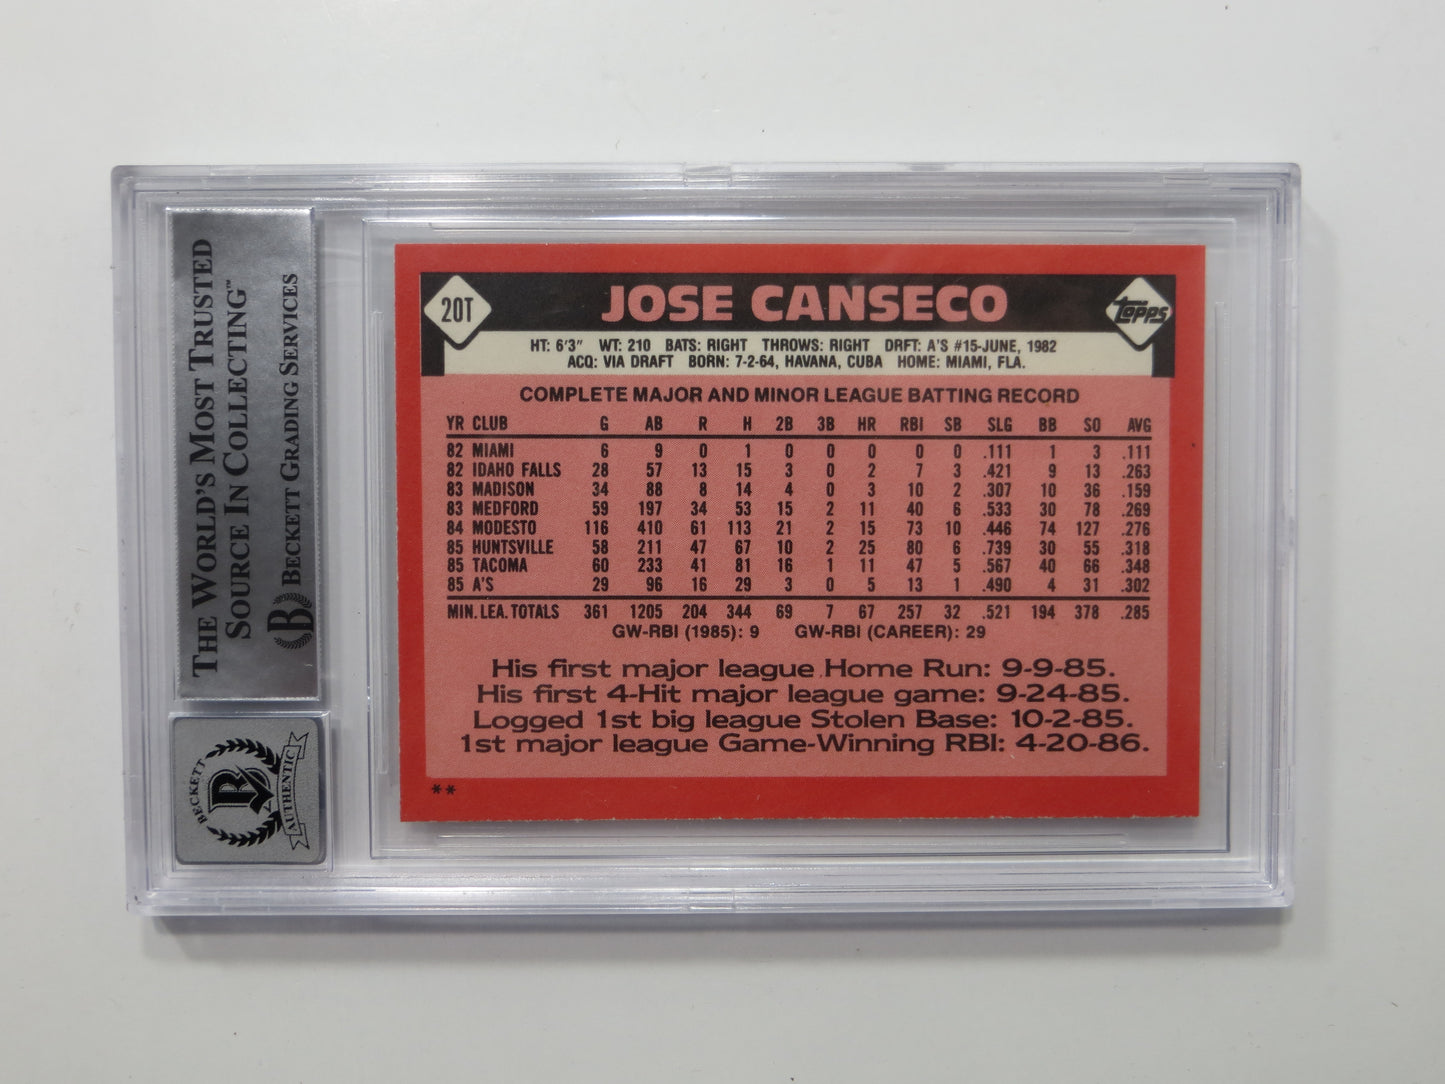 THE WORLD'S MOST TRUSTED
SOURCE IN COLLECTING™
B BECKETT GRADING SERVICES
BECKETT
B
AUTHENTIC
20T
JOSE CANSECO
topps
HT: 6'3" WT: 210 BATS: RIGHT THROWS: RIGHT DRFT: A'S #15-JUNE, 1982
ACQ: VIA DRAFT BORN: 7-2-64, HAVANA, CUBA HOME: MIAMI, FLA.
COMPLETE MAJOR AND MINOR LEAGUE BATTING RECORD
YR CLUB G AB R H 2B 3B HR RBI SB SLG BB SO AVG
82 MIAMI 6 9 0 1 0 0 0 0 0 .111 1 3 .111
82 IDAHO FALLS 28 57 13 15 3 0 2 7 3 .421 9 13 .263
83 MADISON 34 88 8 14 4 0 3 10 2 .307 10 36 .159
83 MEDFORD 59 197 34 53 15 2 11 40 6 .533 30 78 .269
84 MODESTO 116 410 61 113 21 2 15 73 10 .446 74 127 .276
85 HUNTSVILLE 58 211 47 67 10 2 25 80 6 .739 30 55 .318
85 TACOMA 60 233 41 81 16 1 11 47 5 .567 40 66 .348
85 A'S 29 96 16 29 3 0 5 13 1 .490 4 31 .302
MIN. LEA. TOTALS 361 1205 204 344 69 7 67 257 32 .521 194 378 .285
GW-RBI (1985): 9 GW-RBI (CAREER): 29
His first major league Home Run: 9-9-85.
His first 4-Hit major league game: 9-24-85.
Logged 1st big league Stolen Base: 10-2-85.
1st major league Game-Winning RBI: 4-20-86.
**